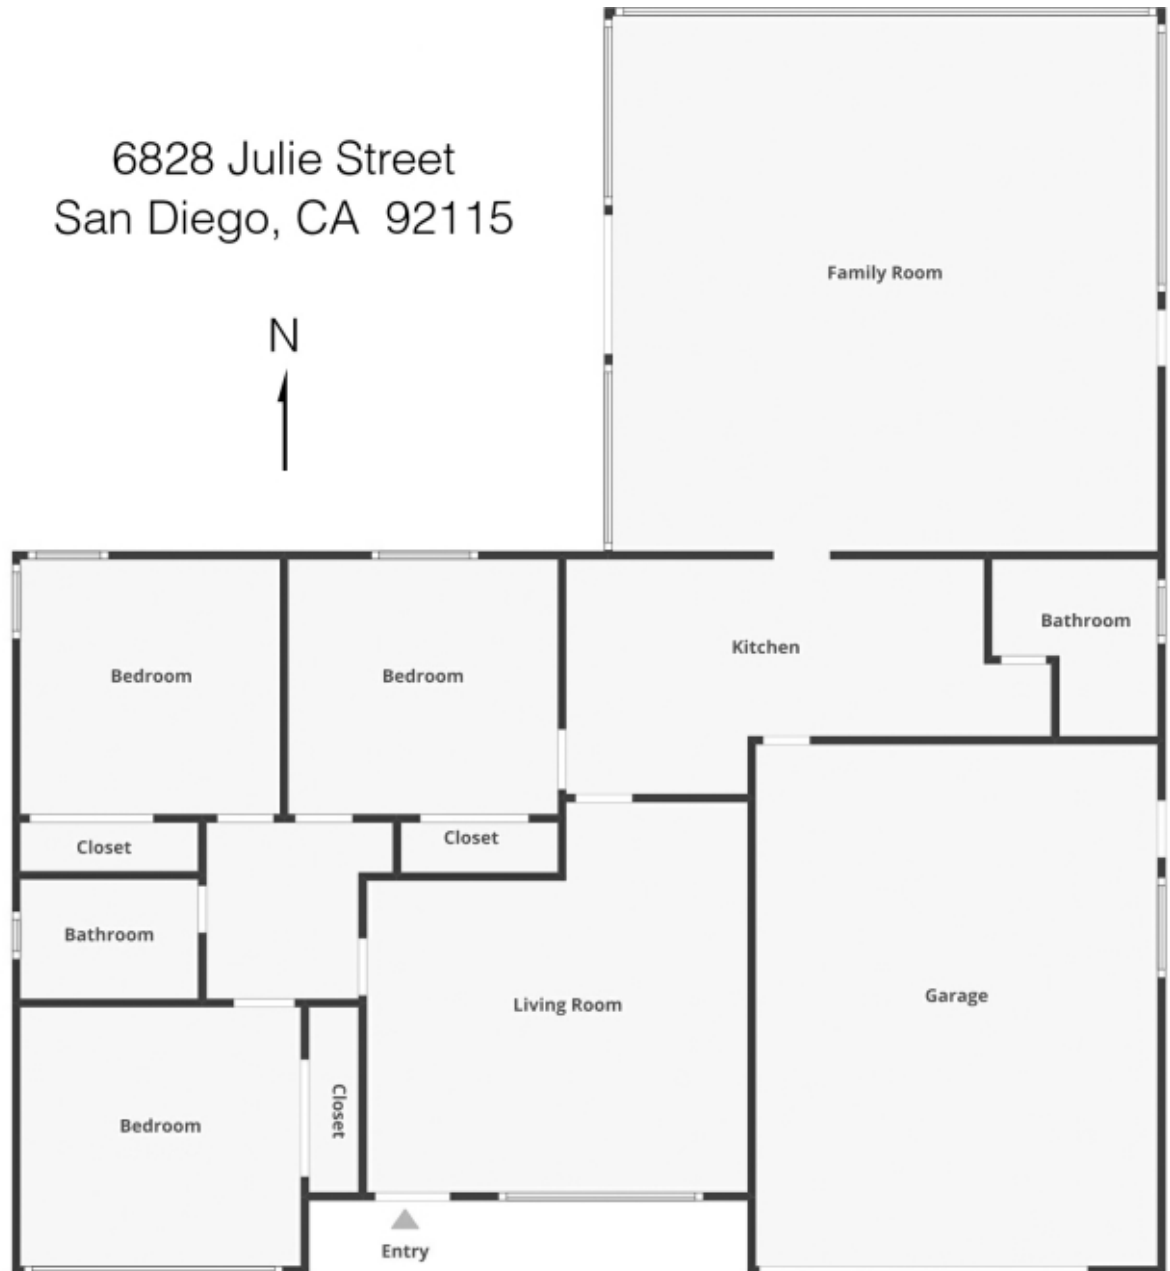 6828 Julie Street
San Diego, CA 92115
N
Family Room
Bathroom
Kitchen
Bedroom
Bedroom
Closet
Closet
Bathroom
Garage
Living Room
Closet
Bedroom
Entry